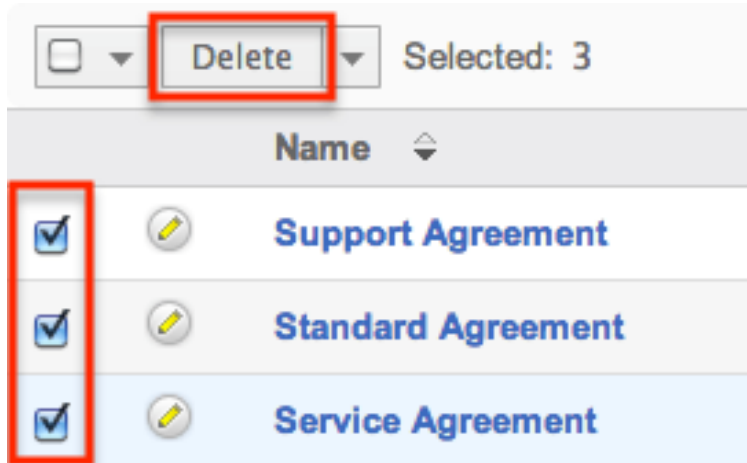 Delete Selected: 3
Name
Support Agreement
Standard Agreement
Service Agreement